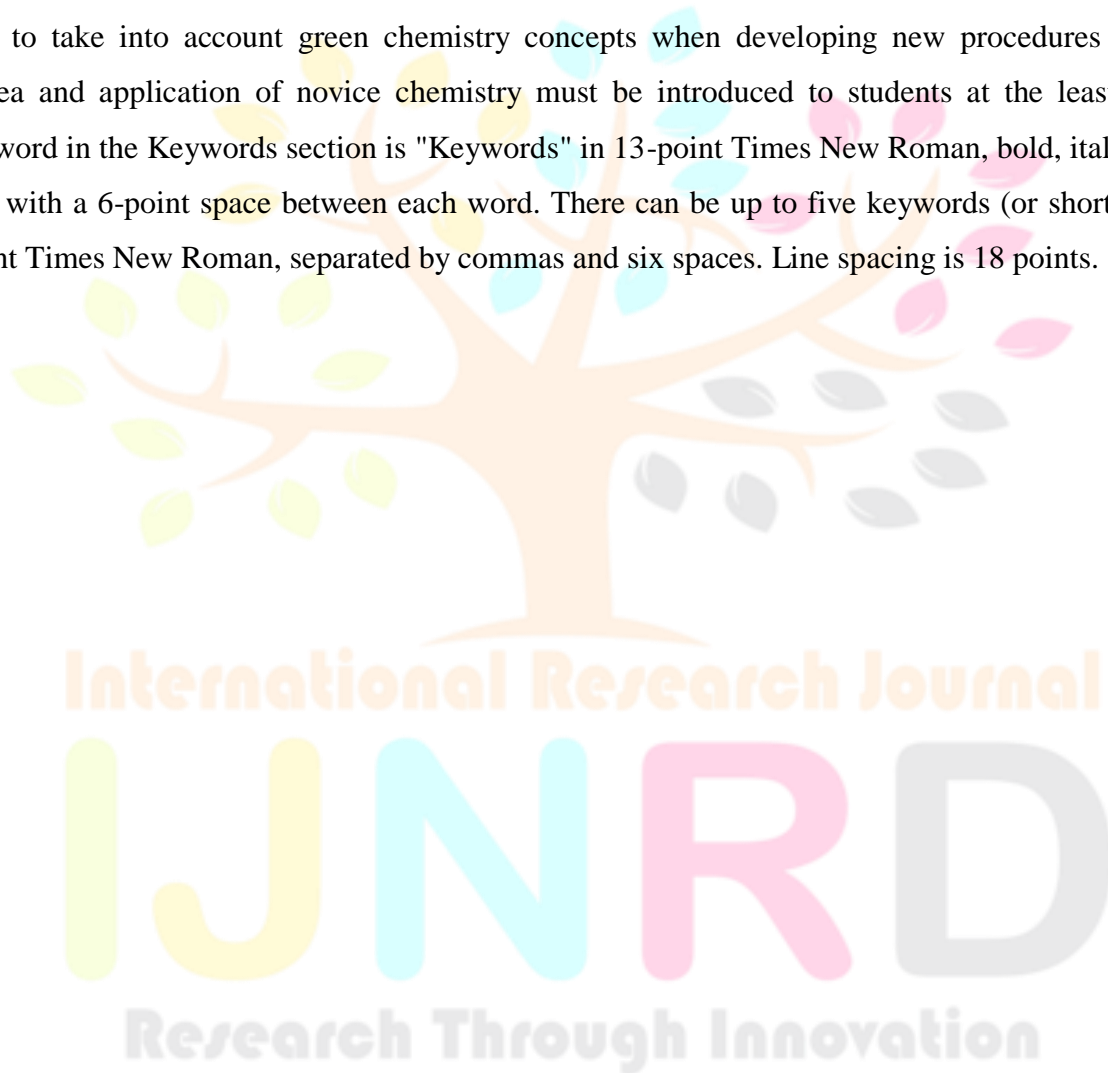 to take into account green chemistry concepts when developing new procedures
ea and application of novice chemistry must be introduced to students at the least
word in the Keywords section is "Keywords" in 13-point Times New Roman, bold, ital
with a 6-point space between each word. There can be up to five keywords (or short
nt Times New Roman, separated by commas and six spaces. Line spacing is 18 points.
International Research Journal
IJNRD
Research Through Innovation